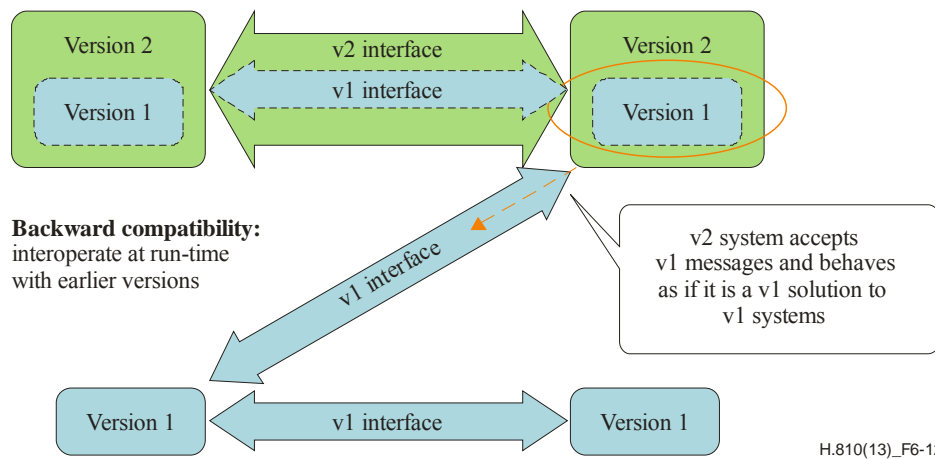 Version 2
v2 interface
Version 2
Version 1
v1 interface
Version 1
Backward compatibility:
interoperate at run-time
with earlier versions
v1 interface
v2 system accepts
v1 messages and behaves
as if it is a v1 solution to
v1 systems
Version 1
v1 interface
Version 1